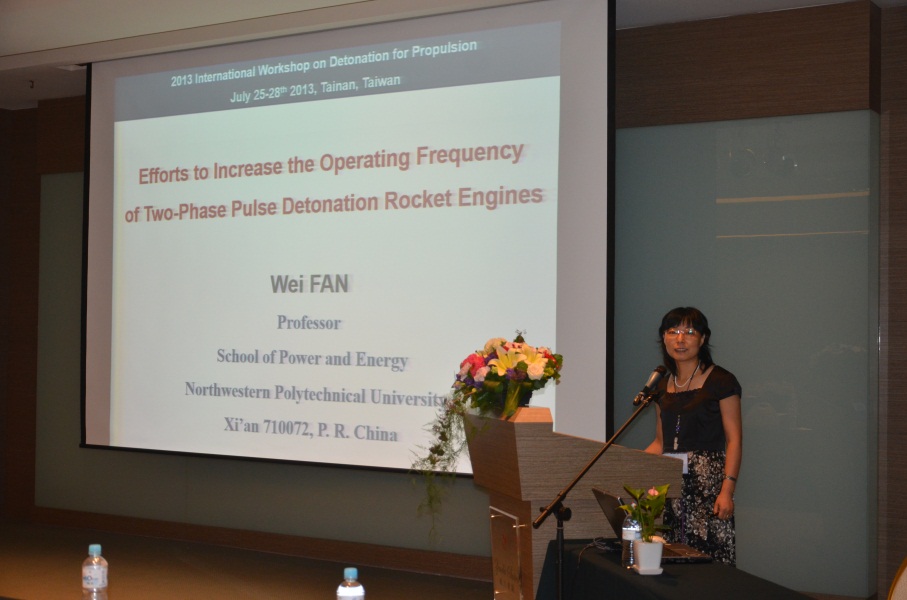 2013 International Workshop on Detonation for Propulsion
July 25-28th 2013, Tainan, Taiwan
Efforts to Increase the Operating Frequency
of Two-Phase Pulse Detonation Rocket Engines
Wei FAN
Professor
School of Power and Energy
Northwestern Polytechnical University
Xi'an 710072, P. R. China